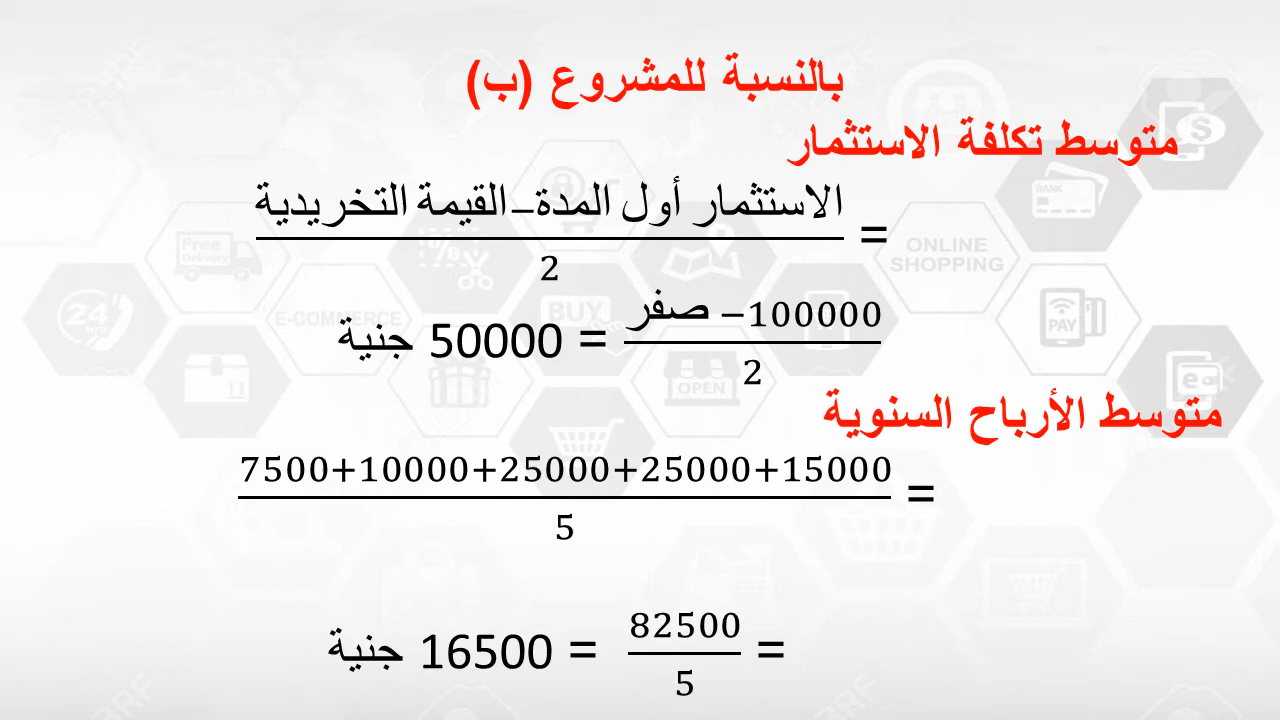 بالنسبة للمشروع (ب)
متوسط تكلفة الاستثمار
= الاستثمار أول المدة – القيمة التخريدية
2
100000 – صفر
2
= 50000 جنية
متوسط الأرباح السنوية
= 7500+10000+25000+25000+15000
5
= 82500
5
= 16500 جنية
24
HRS
Free
Delivery
E-COMMERCE
BUY
OPEN
ONLINE
SHOPPING
BANK
PAY
$
e-
%